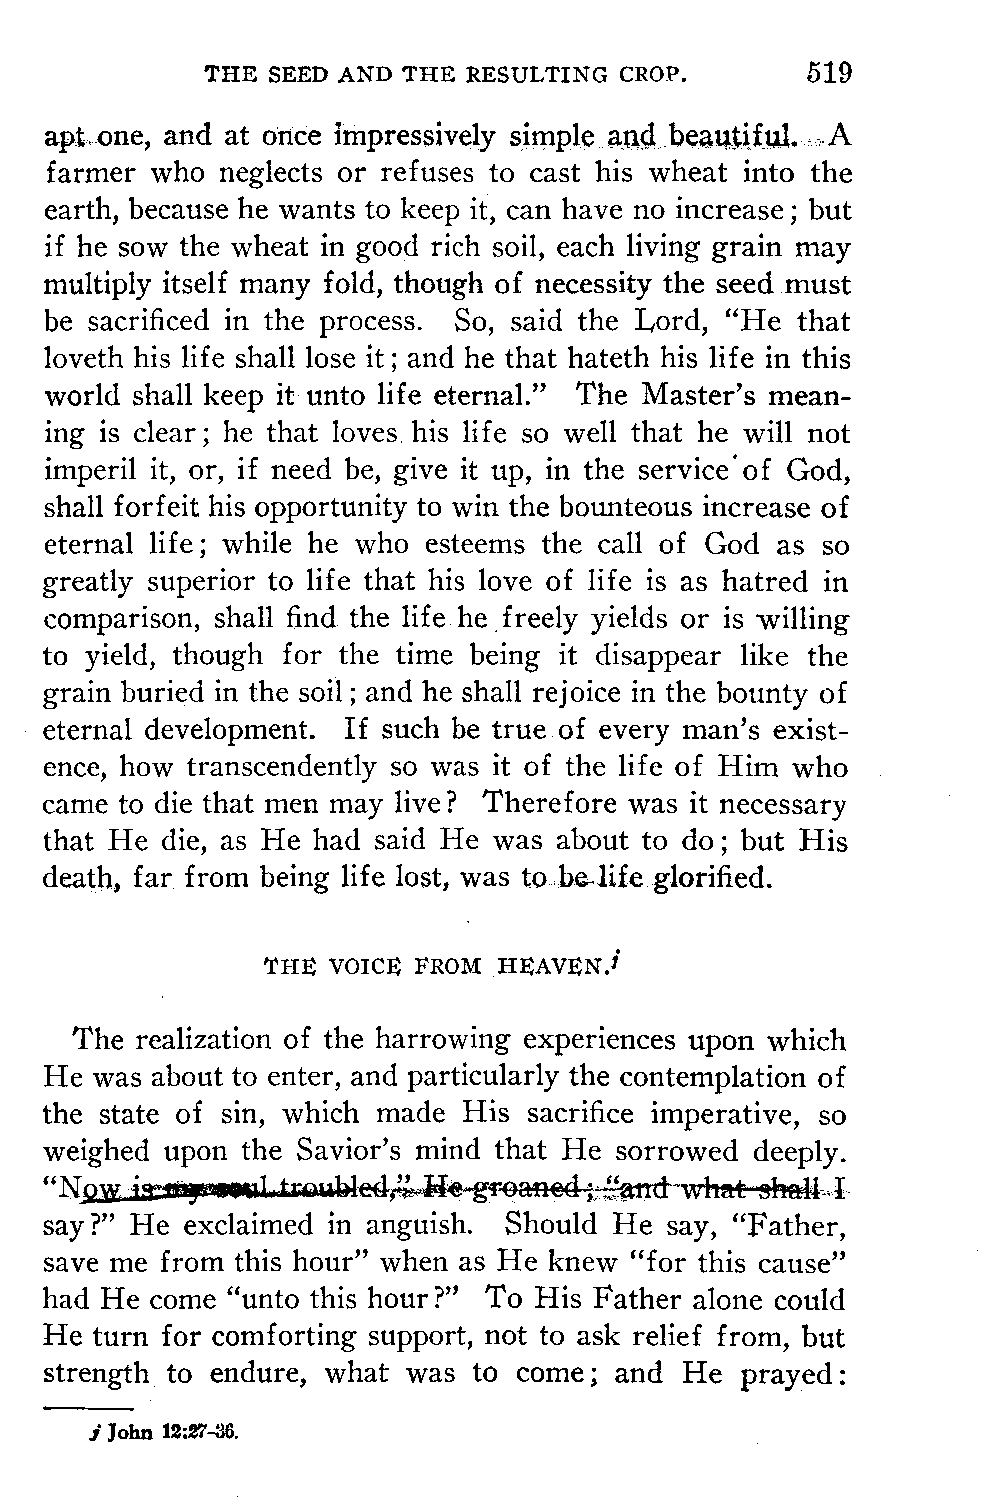 THE SEED AND THE RESULTING CROP. 519
apt one, and at once impressively simple and beautiful. A
farmer who neglects or refuses to cast his wheat into the
earth, because he wants to keep it, can have no increase; but
if he sow the wheat in good rich soil, each living grain may
multiply itself many fold, though of necessity the seed must
be sacrificed in the process. So, said the Lord, “He that
loveth his life shall lose it; and he that hateth his life in this
world shall keep it unto life eternal.” The Master’s mean-
ing is clear; he that loves his life so well that he will not
imperil it, or, if need be, give it up, in the service of God,
shall forfeit his opportunity to win the bounteous increase of
eternal life; while he who esteems the call of God as so
greatly superior to life that his love of life is as hatred in
comparison, shall find the life he freely yields or is willing
to yield, though for the time being it disappear like the
grain buried in the soil; and he shall rejoice in the bounty of
eternal development. If such be true of every man’s exist-
ence, how transcendently so was it of the life of Him who
came to die that men may live? Therefore was it necessary
that He die, as He had said He was about to do; but His
death, far from being life lost, was to be life glorified.
THE VOICE FROM HEAVEN.j
The realization of the harrowing experiences upon which
He was about to enter, and particularly the contemplation of
the state of sin, which made His sacrifice imperative, so
weighed upon the Savior’s mind that He sorrowed deeply.
“Now is my soul troubled,” He groaned; “and what shall I
say?” He exclaimed in anguish. Should He say, “Father,
save me from this hour” when as He knew “for this cause”
had He come “unto this hour?” To His Father alone could
He turn for comforting support, not to ask relief from, but
strength to endure, what was to come; and He prayed:
j John 12:27-36.